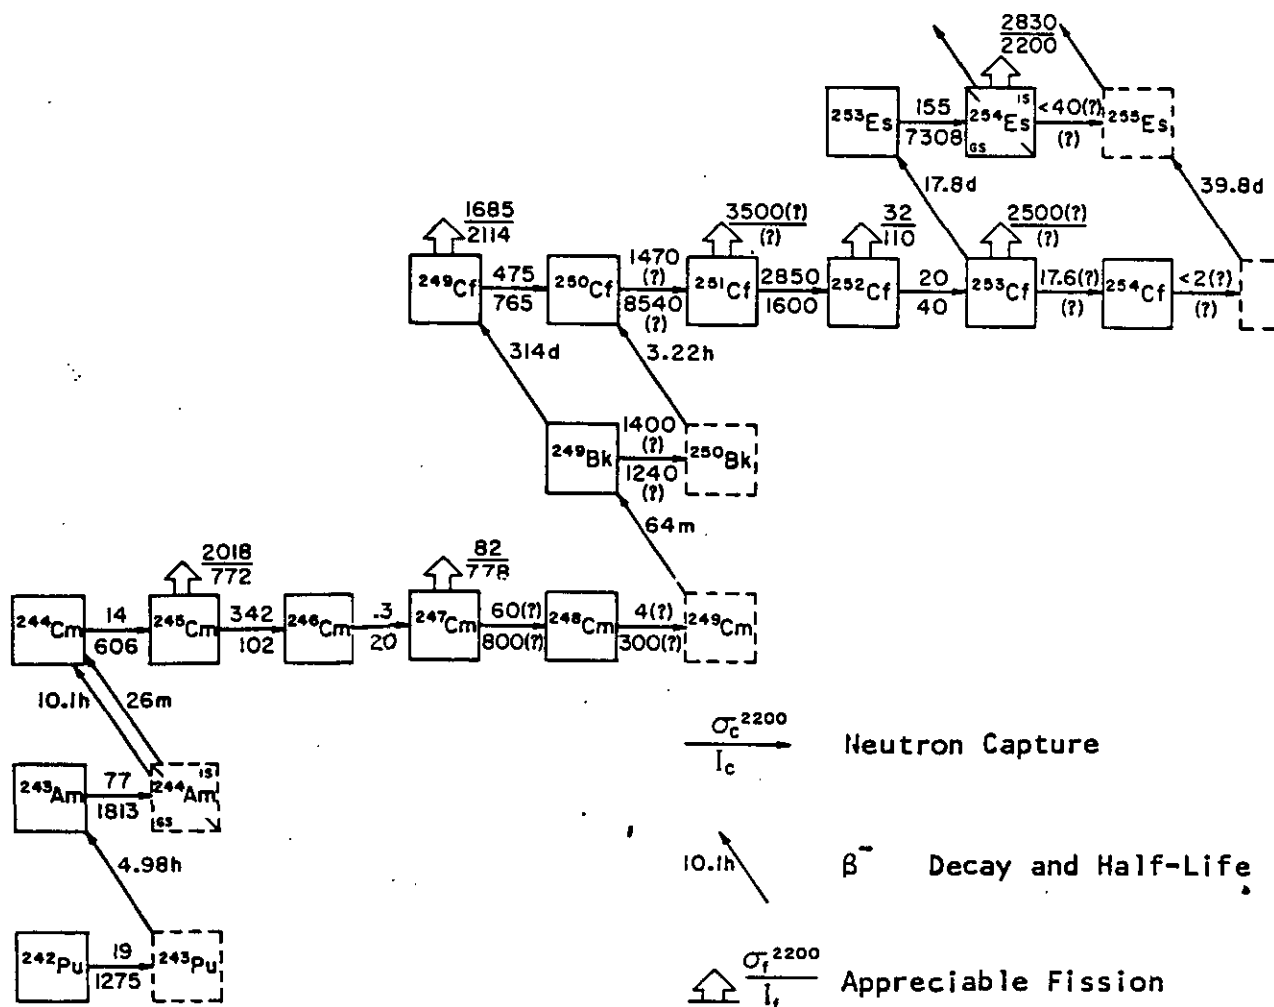 2830
2200
²⁵³Es
155
7308
²⁵⁴Es
IS
GS
<40(?)
(?)
²⁵⁵Es
17.8d
39.8d
1685
2114
3500(?)
(?)
32
110
2500(?)
(?)
²⁴⁹Cf
475
765
²⁵⁰Cf
1470
(?)
8540
(?)
²⁵¹Cf
2850
1600
²⁵²Cf
20
40
²⁵³Cf
17.6(?)
(?)
²⁵⁴Cf
<2(?)
(?)
314d
3.22h
²⁴⁹Bk
1400
(?)
1240
(?)
²⁵⁰Bk
64m
2018
772
82
778
²⁴⁴Cm
14
606
²⁴⁵Cm
342
102
²⁴⁶Cm
.3
20
²⁴⁷Cm
60(?)
800(?)
²⁴⁸Cm
4(?)
300(?)
²⁴⁹Cm
10.1h
26m
²⁴³Am
77
1813
²⁴⁴Am
IS
GS
4.98h
²⁴²Pu
19
1275
²⁴³Pu
σc²²⁰⁰
Ic
Neutron Capture
10.1h
β⁻ Decay and Half-Life
σf²²⁰⁰
If
Appreciable Fission